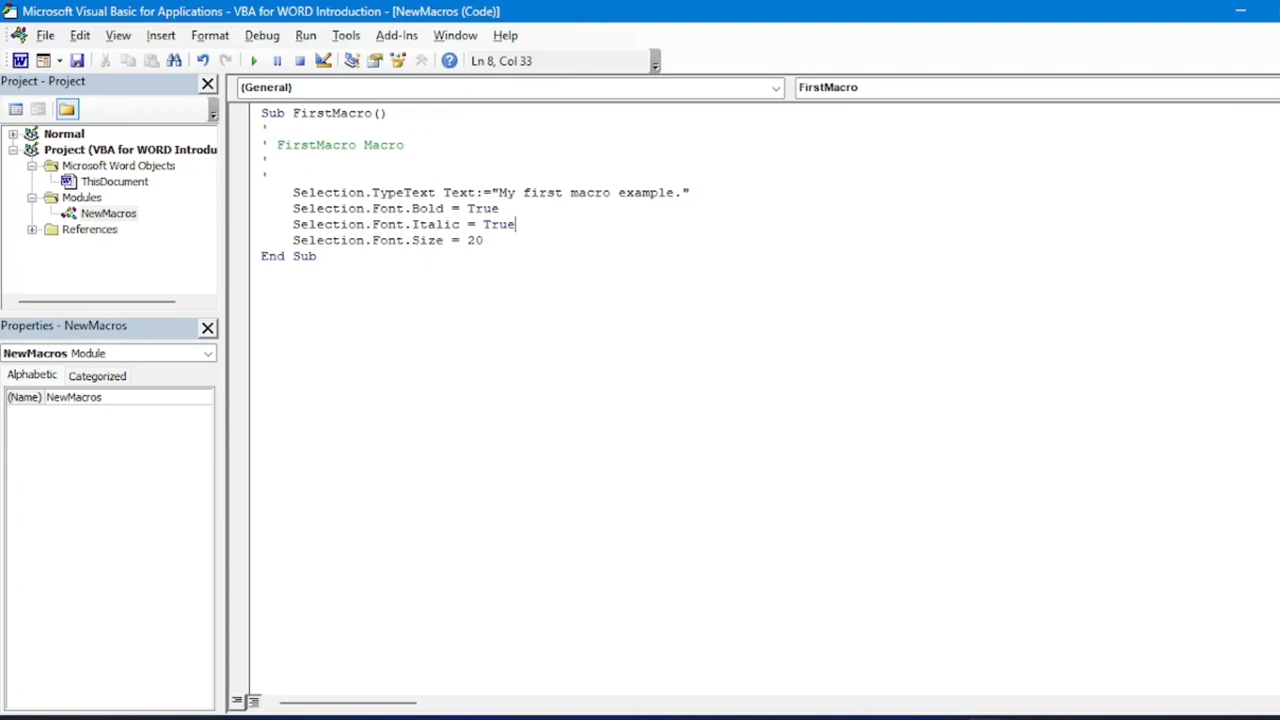 Microsoft Visual Basic for Applications - VBA for WORD Introduction - [NewMacros (Code)]
File Edit View Insert Format Debug Run Tools Add-Ins Window Help
Ln 8, Col 33
Project - Project
(General)
FirstMacro
Normal
Project (VBA for WORD Introdu
Microsoft Word Objects
ThisDocument
Modules
NewMacros
References
Sub FirstMacro()
'
' FirstMacro Macro
'
'
Selection.TypeText Text:="My first macro example."
Selection.Font.Bold = True
Selection.Font.Italic = True
Selection.Font.Size = 20
End Sub
Properties - NewMacros
NewMacros Module
Alphabetic Categorized
(Name) NewMacros